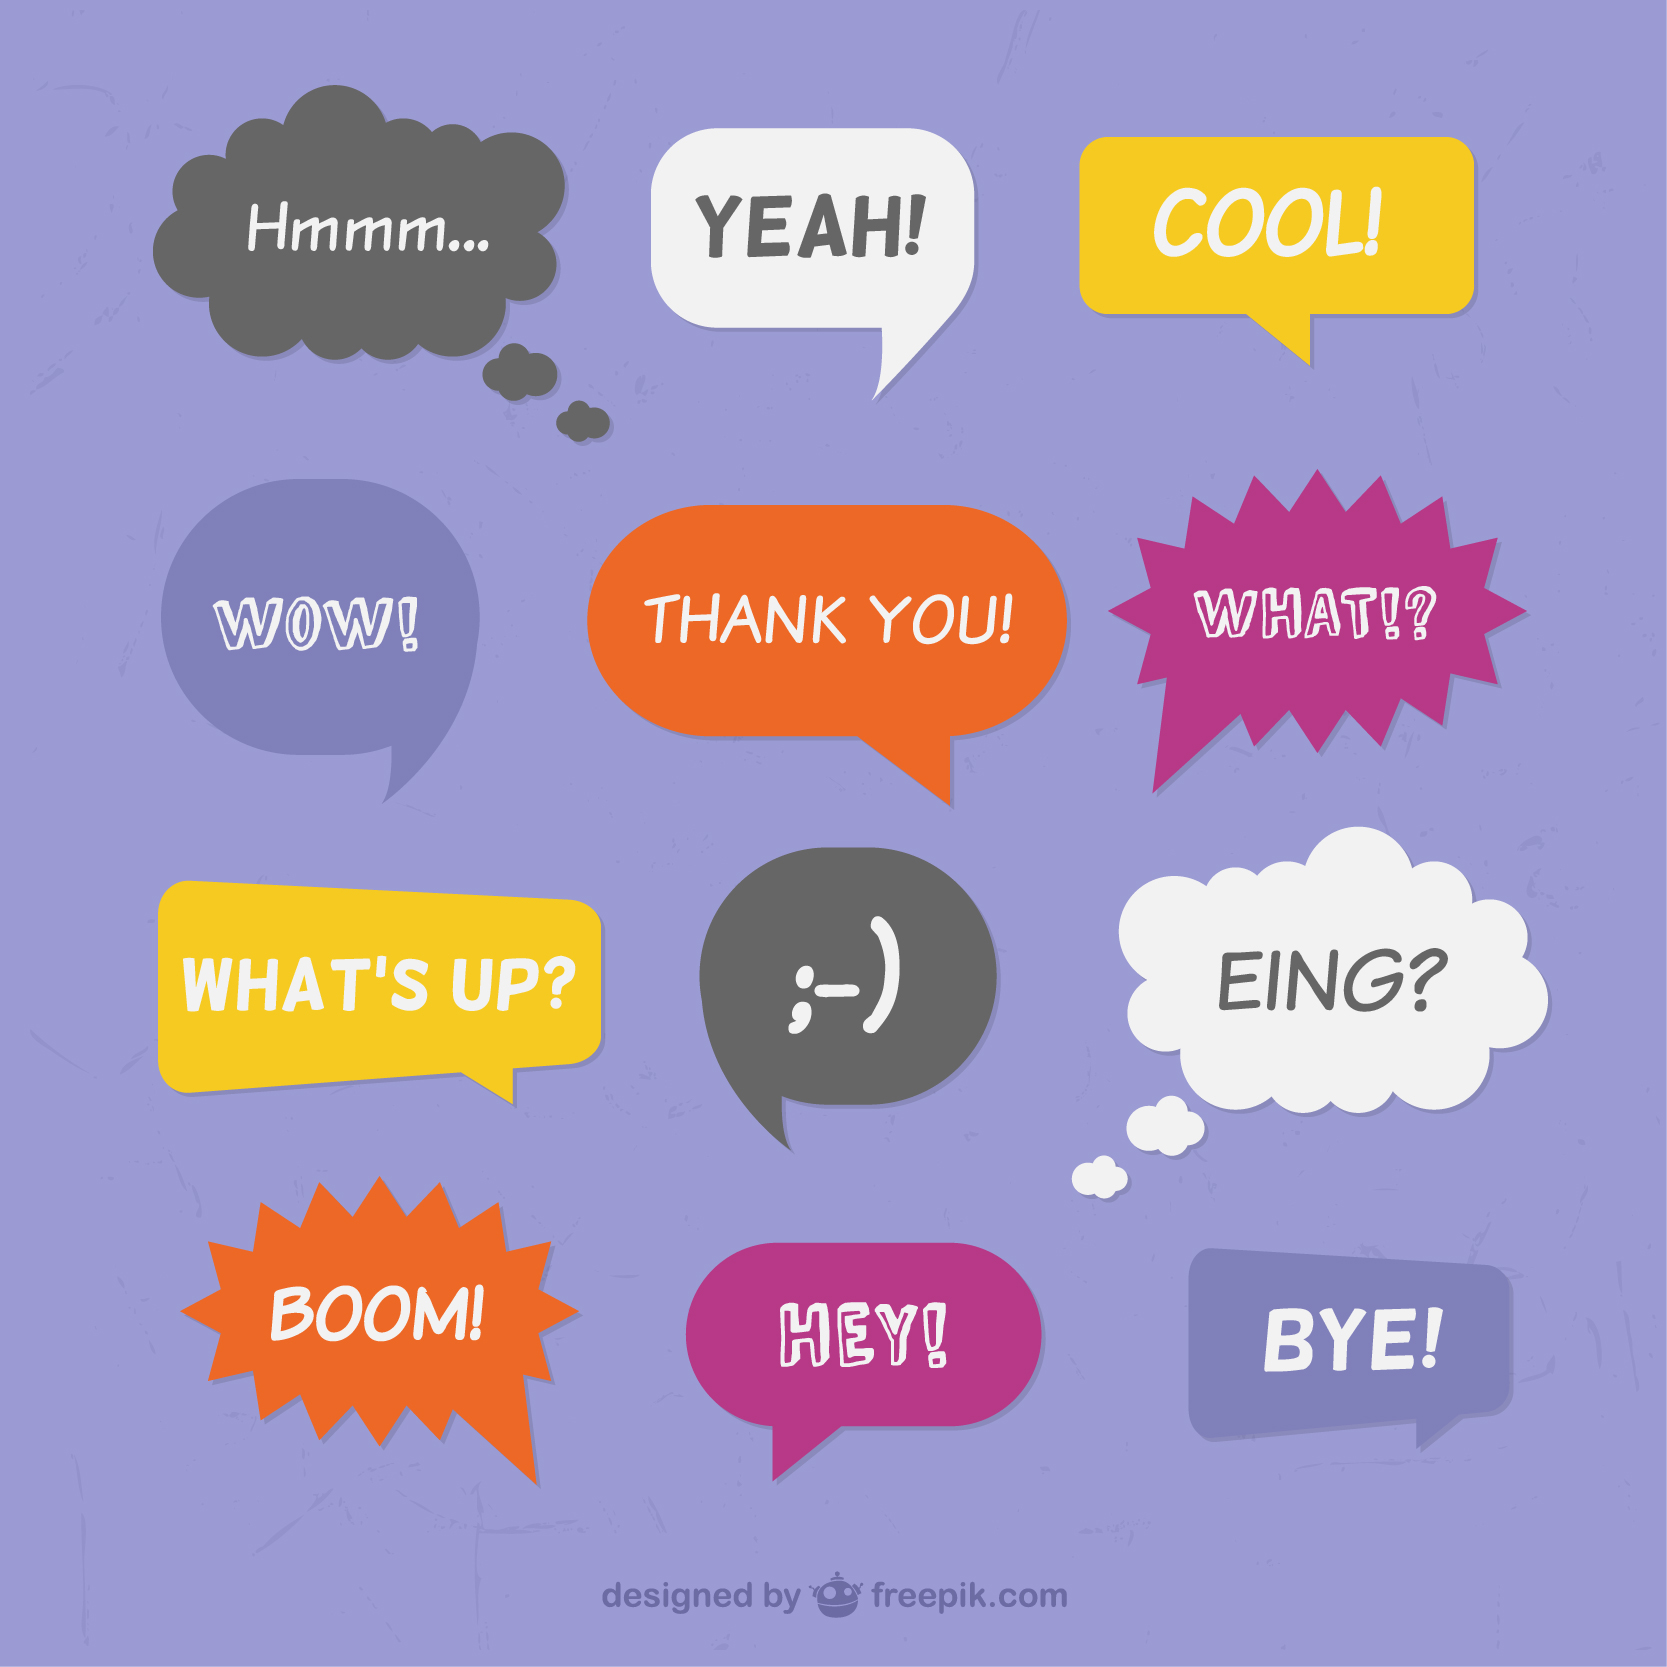 Hmmm...
YEAH!
COOL!
WOW!
THANK YOU!
WHAT!?
WHAT'S UP?
;-)
EING?
BOOM!
HEY!
BYE!
designed by freepik.com